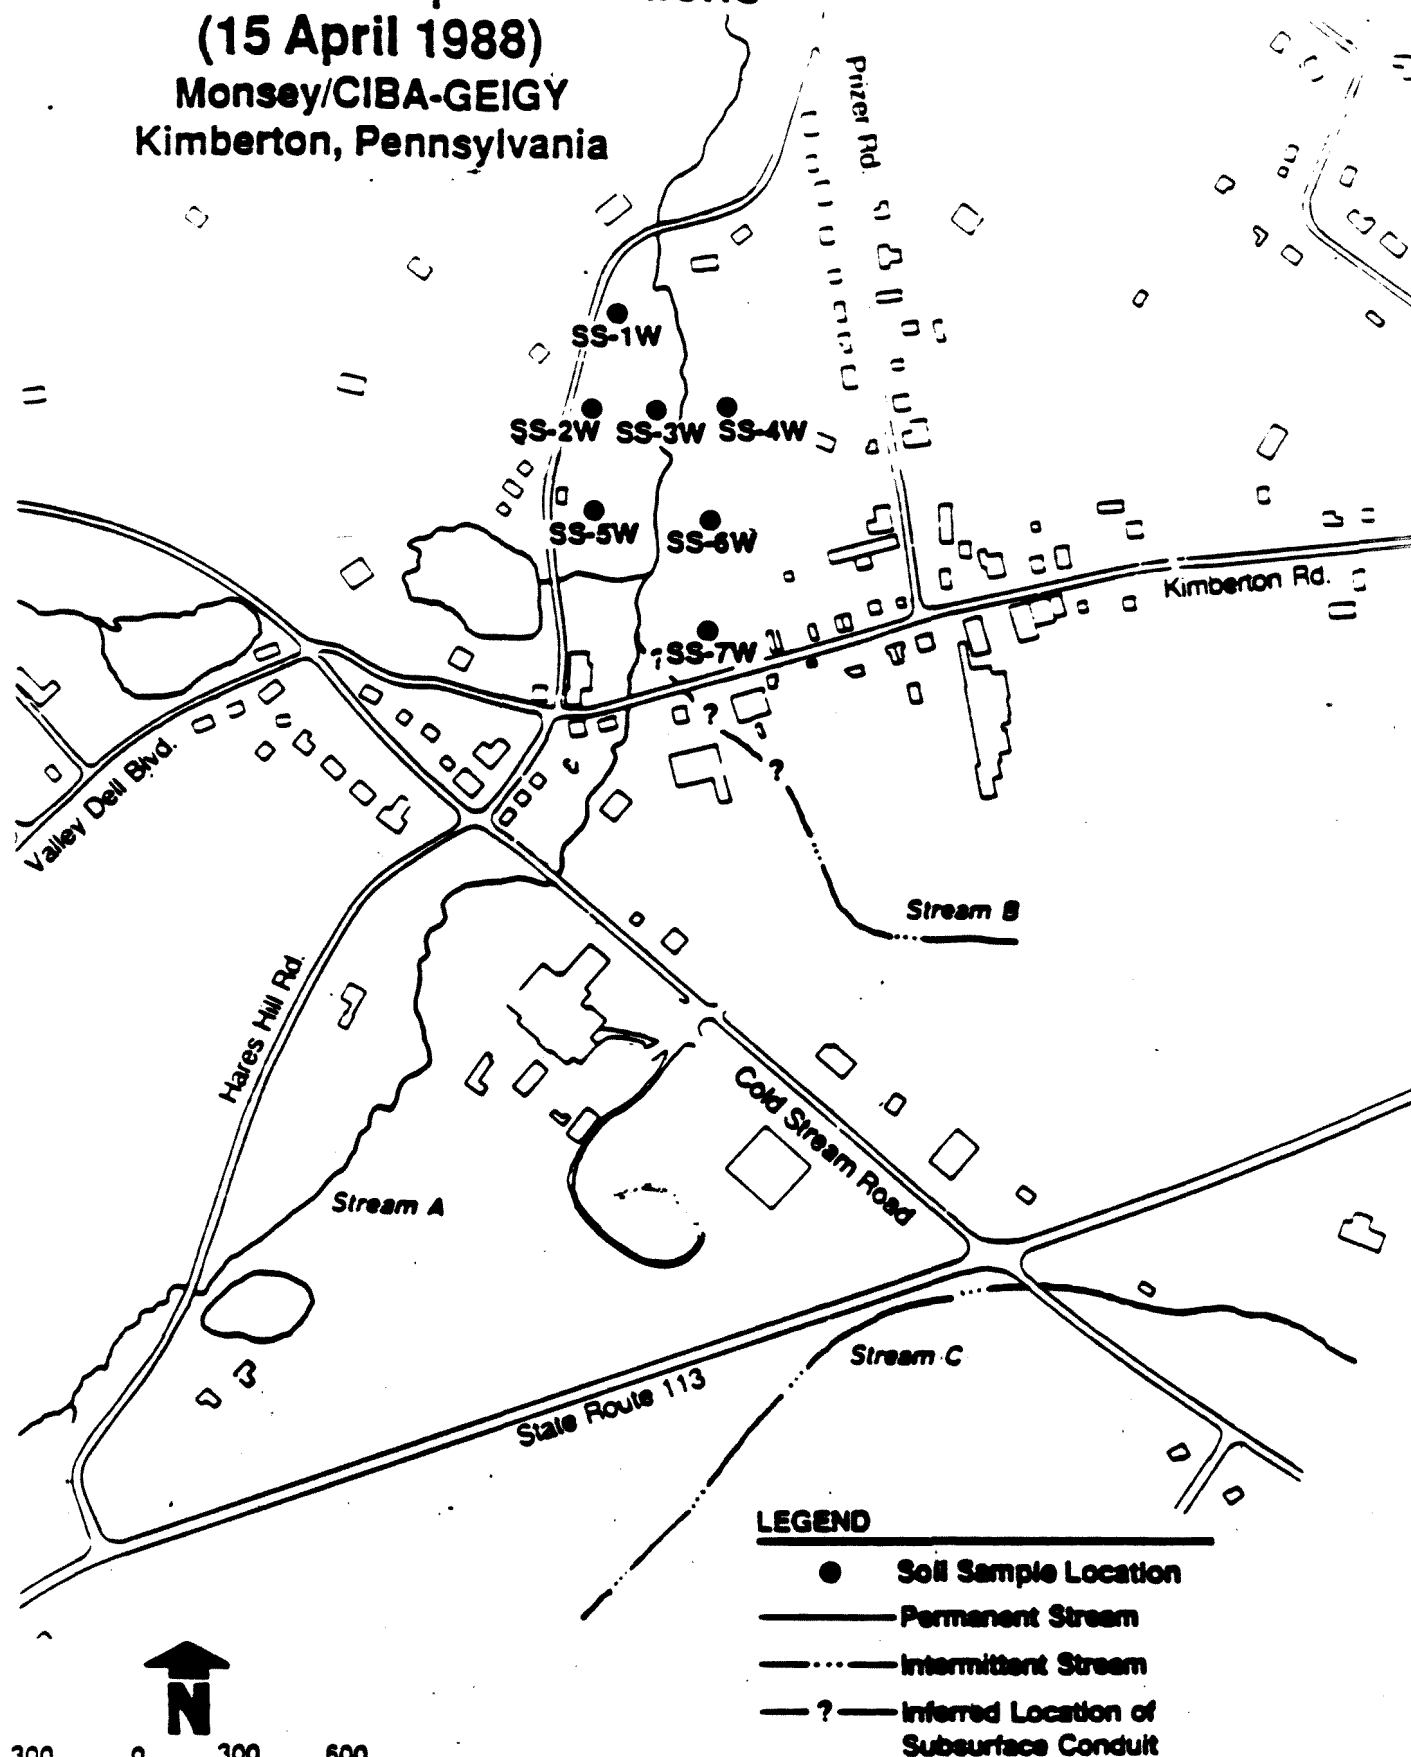 (15 April 1988)
Monsey/CIBA-GEIGY
Kimberton, Pennsylvania
Prizer Rd.
SS-1W
SS-2W SS-3W SS-4W
SS-5W
SS-6W
Kimberton Rd.
?SS-7W
?
?
Valley Dell Blvd.
Stream B
Hares Hill Rd.
Cold Stream Road
Stream A
Stream C
State Route 113
LEGEND
Soil Sample Location
Permanent Stream
Intermittent Stream
?
Inferred Location of
Subsurface Conduit
N
300 0 300 600